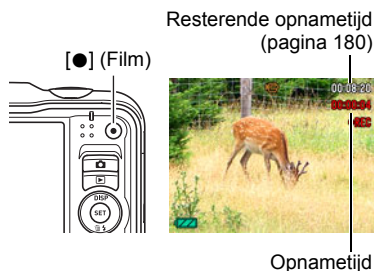 Resterende opnametijd
(pagina 180)
[●] (Film)
00:08:20
00:00:04
●REC
DISP
SET
Opnametijd